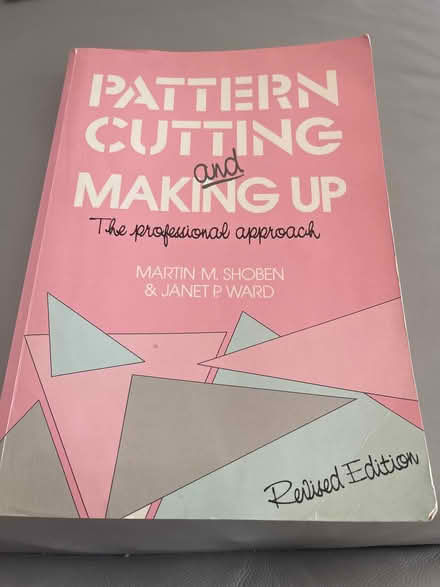 PATTERN
CUTTING
and
MAKING UP
The professional approach
MARTIN M. SHOBEN
& JANET P. WARD
Revised Edition